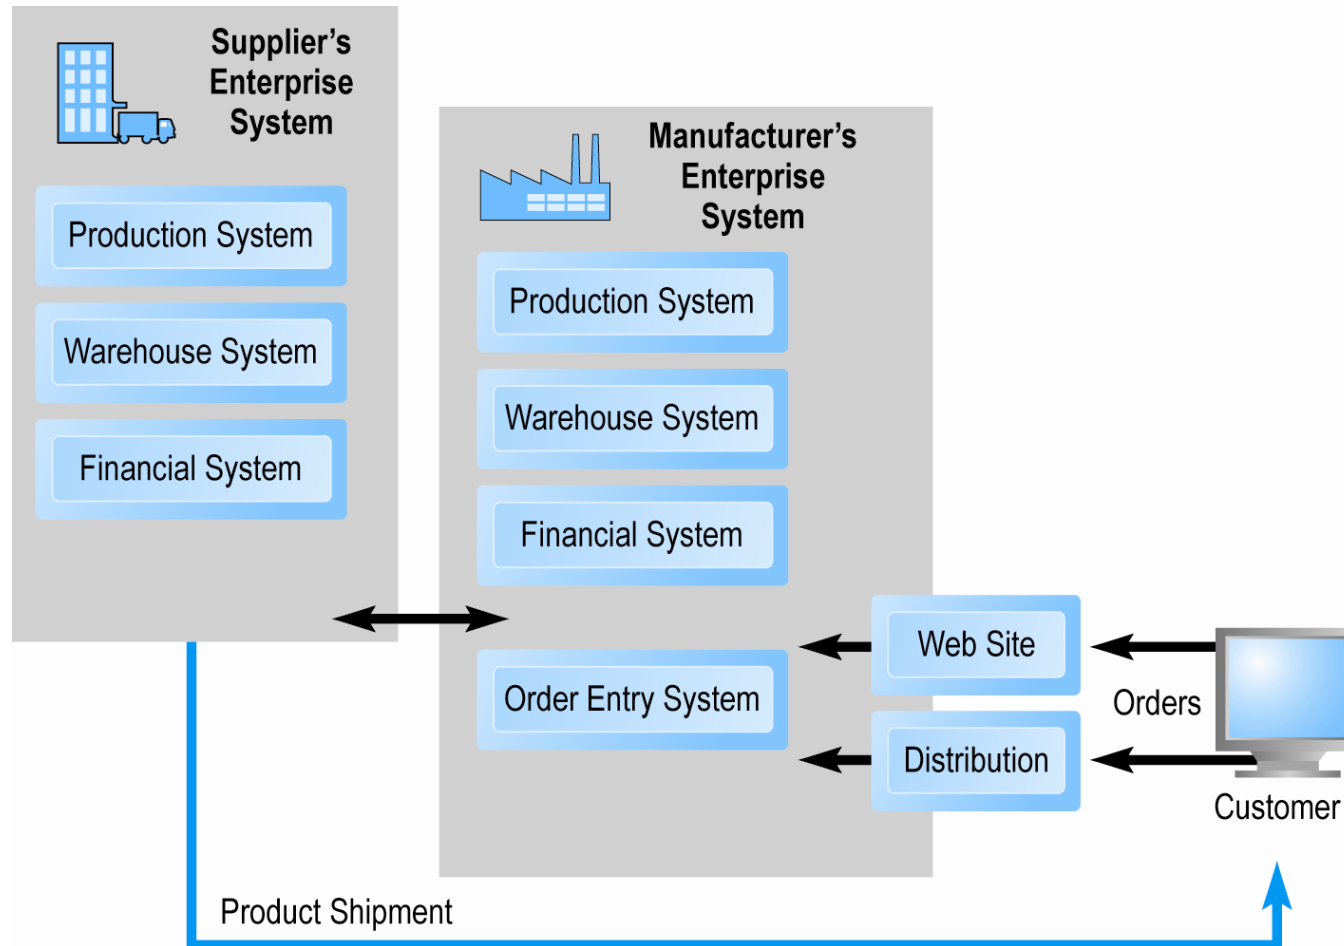 Supplier’s
Enterprise
System
Production System
Warehouse System
Financial System
Manufacturer’s
Enterprise
System
Production System
Warehouse System
Financial System
Order Entry System
Web Site
Distribution
Orders
Customer
Product Shipment